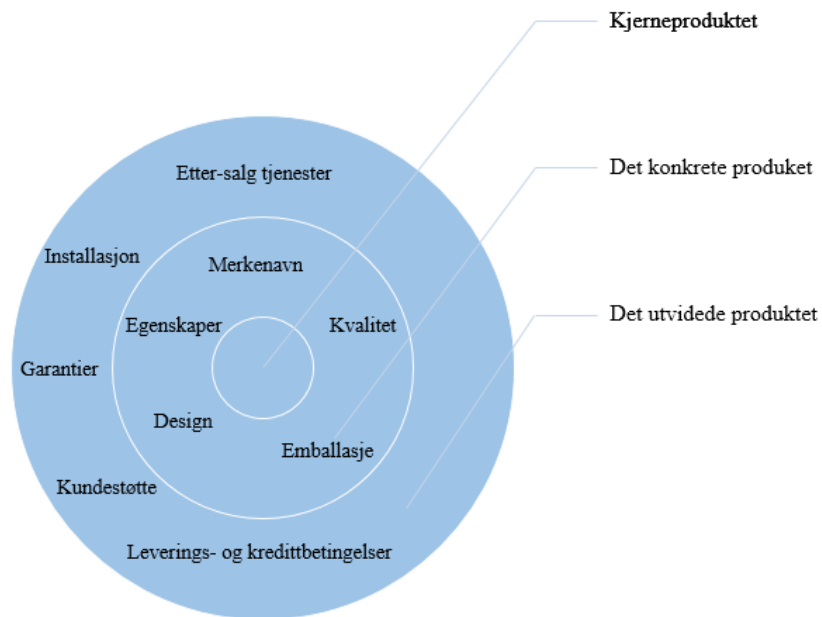 Kjerneproduktet
Det konkrete produket
Etter-salg tjenester
Installasjon
Merkenavn
Det utvidede produktet
Egenskaper
Kvalitet
Garantier
Design
Emballasje
Kundestøtte
Leverings- og kredittbetingelser